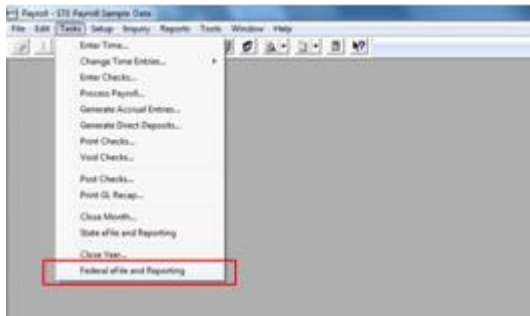 Payroll - STE Payroll Sample Data
File Edit Tasks Setup Inquiry Reports Tools Window Help
Enter Time...
Change Time Entries...
Enter Checks...
Process Payroll...
Generate Accrual Entries...
Generate Direct Deposits...
Print Checks...
Void Checks...
Post Checks...
Print GL Recap...
Close Month...
State eFile and Reporting
Close Year...
Federal eFile and Reporting